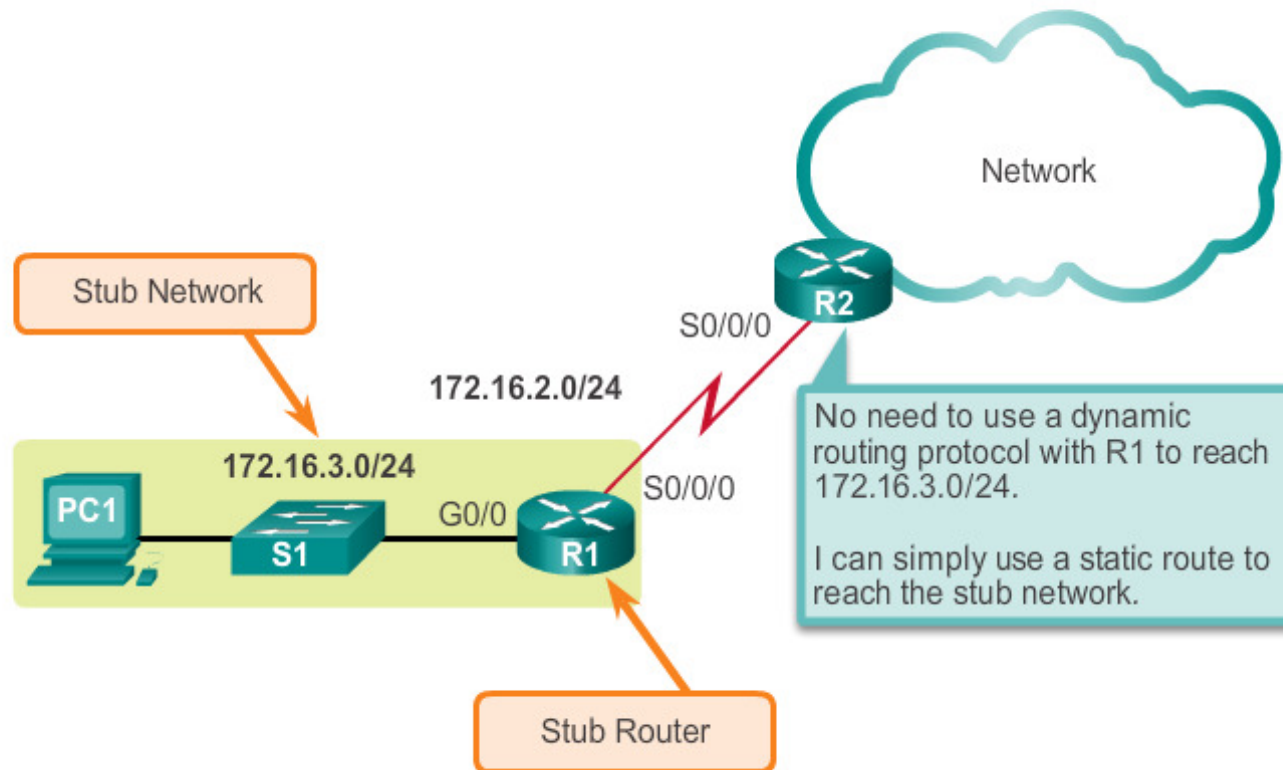 Network
Stub Network
R2
S0/0/0
172.16.2.0/24
No need to use a dynamic
routing protocol with R1 to reach
172.16.3.0/24.
I can simply use a static route to
reach the stub network.
172.16.3.0/24
S0/0/0
PC1
G0/0
S1
R1
Stub Router